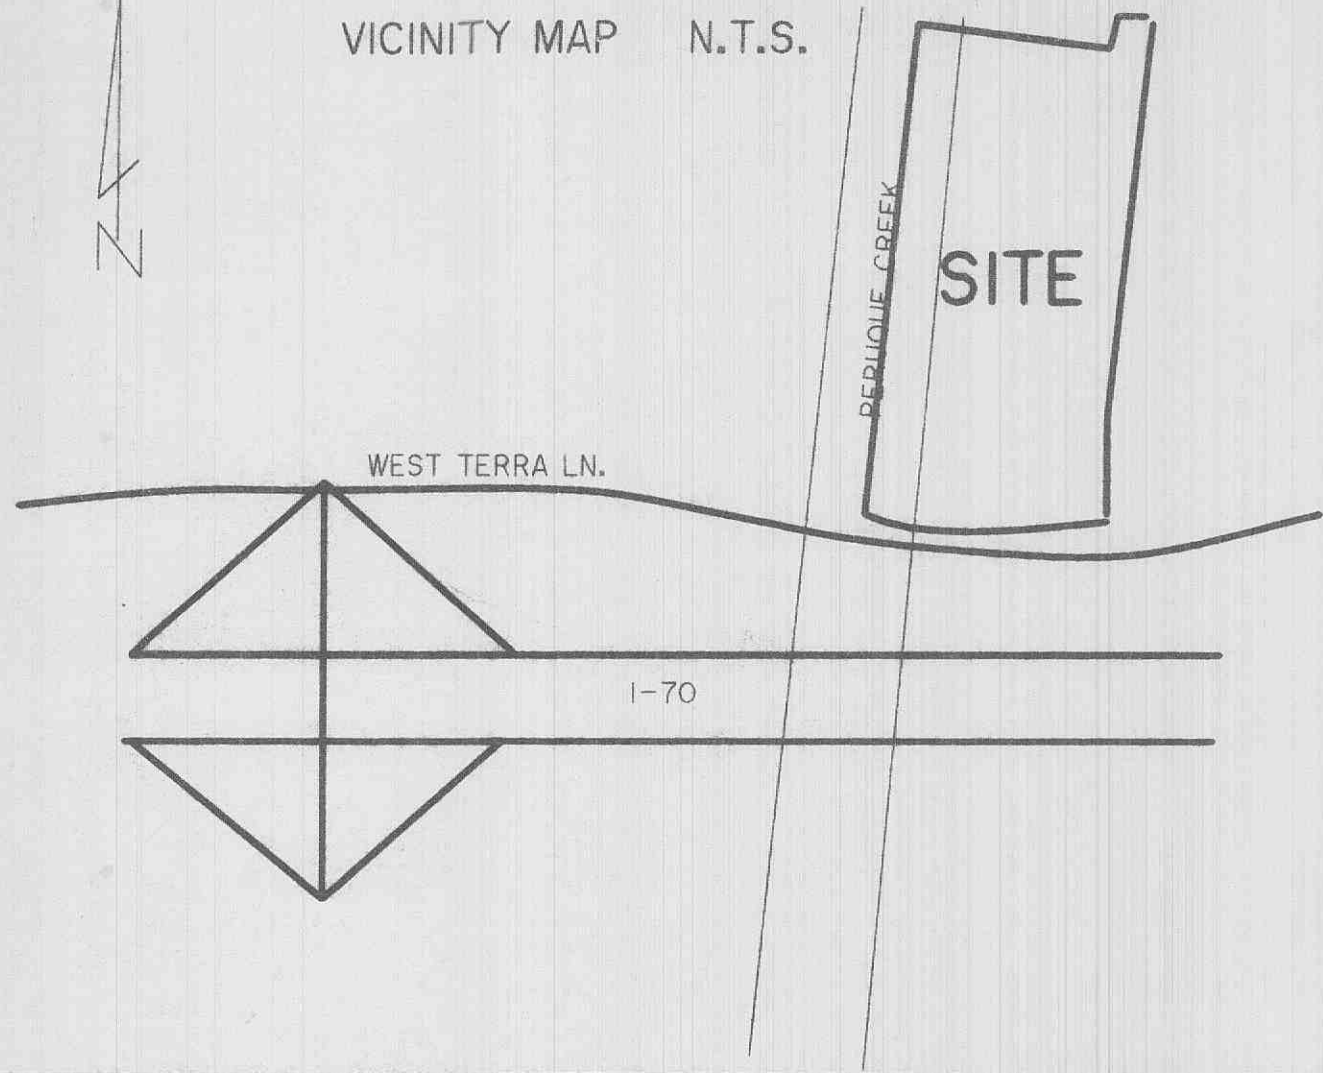 VICINITY MAP N.T.S.
N
PERUQUE CREEK
SITE
WEST TERRA LN.
I-70